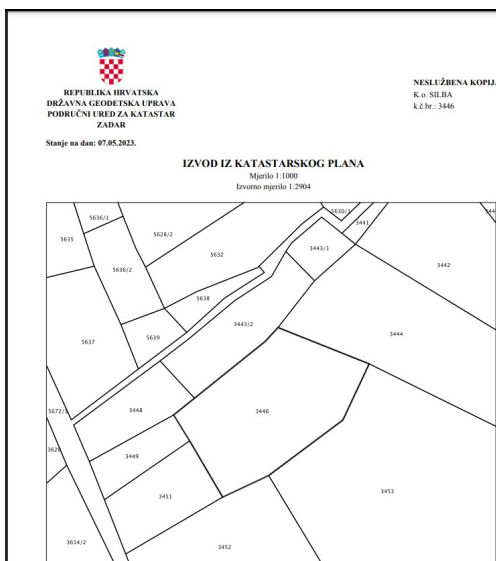 REPUBLIKA HRVATSKA
DRŽAVNA GEODETSKA UPRAVA
PODRUČNI URED ZA KATASTAR
ZADAR
Stanje na dan: 07.05.2023.
NESLUŽBENA KOPIJA
K.o. SILBA
k.č.br.: 3446
IZVOD IZ KATASTARSKOG PLANA
Mjerilo 1:1000
Izvorno mjerilo 1:2904
5636/1
5630/1
5635
5628/2
3441
5632
3443/1
5636/2
3442
5638
3443/2
3444
5639
5637
5672/1
3448
3446
3620
3449
3451
3453
3614/2
3452